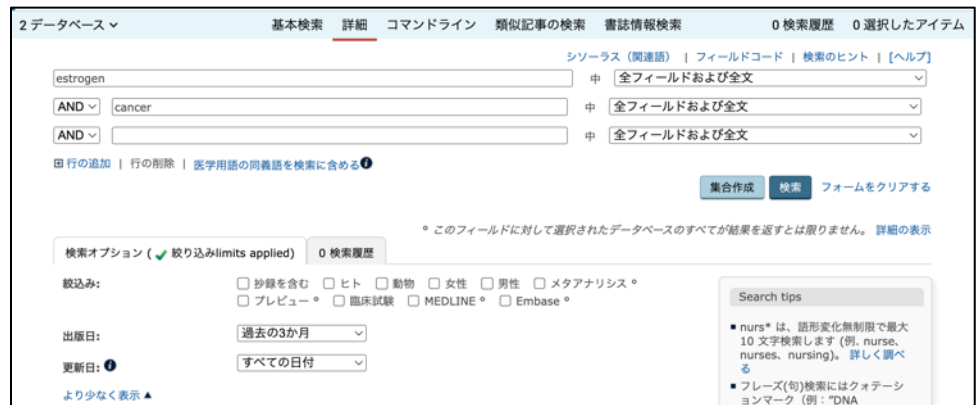 2 データベース 基本検索 詳細 コマンドライン 類似記事の検索 書誌情報検索 0 検索履歴 0 選択したアイテム
シソーラス（関連語） | フィールドコード | 検索のヒント | [ヘルプ]
estrogen 中 全フィールドおよび全文
AND cancer 中 全フィールドおよび全文
AND 中 全フィールドおよび全文
行の追加 | 行の削除 | 医学用語の同義語を検索に含める
集合作成 検索 フォームをクリアする
° このフィールドに対して選択されたデータベースのすべてが結果を返すとは限りません。 詳細の表示
検索オプション ( 絞り込みlimits applied) 0 検索履歴
絞込み: 抄録を含む ヒト 動物 女性 男性 メタアナリシス °
プレビュー ° 臨床試験 MEDLINE ° Embase °
出版日: 過去の3か月
更新日: すべての日付
より少なく表示 ▲
Search tips
nurs* は、語形変化無制限で最大
10 文字検索します (例. nurse、
nurses、nursing)。 詳しく調べ
る
フレーズ(句)検索にはクォテーシ
ョンマーク（例："DNA